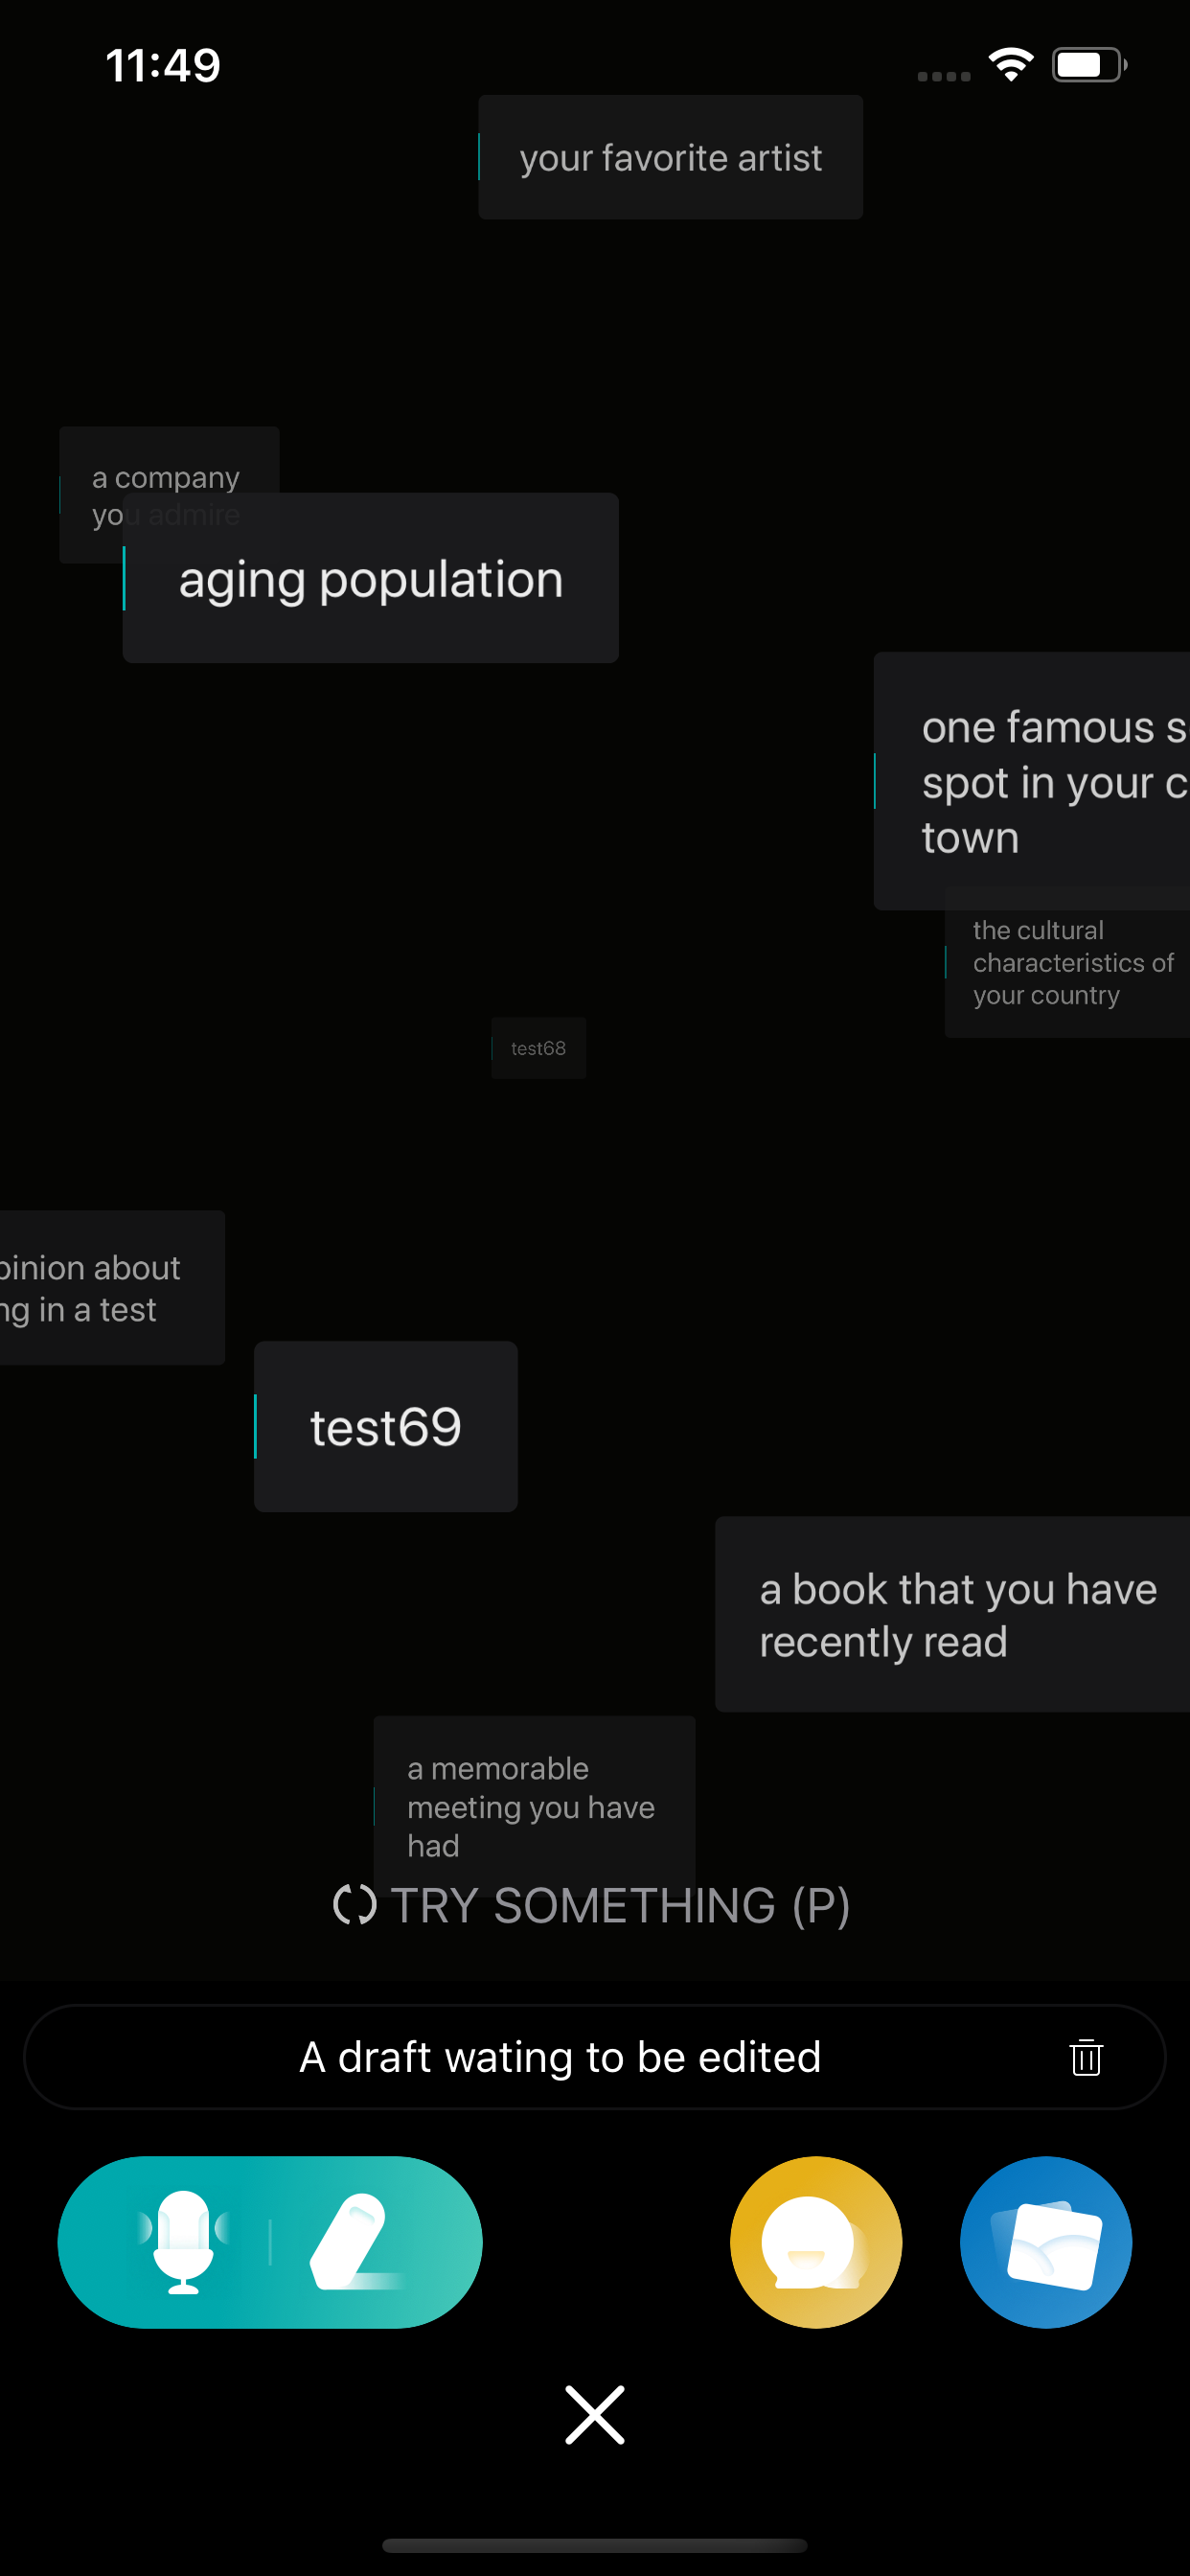 11:49
your favorite artist
a company
you admire
aging population
one famous s
spot in your c
town
the cultural
characteristics of
your country
test68
pinion about
ng in a test
test69
a book that you have
recently read
a memorable
meeting you have
had
TRY SOMETHING (P)
A draft wating to be edited